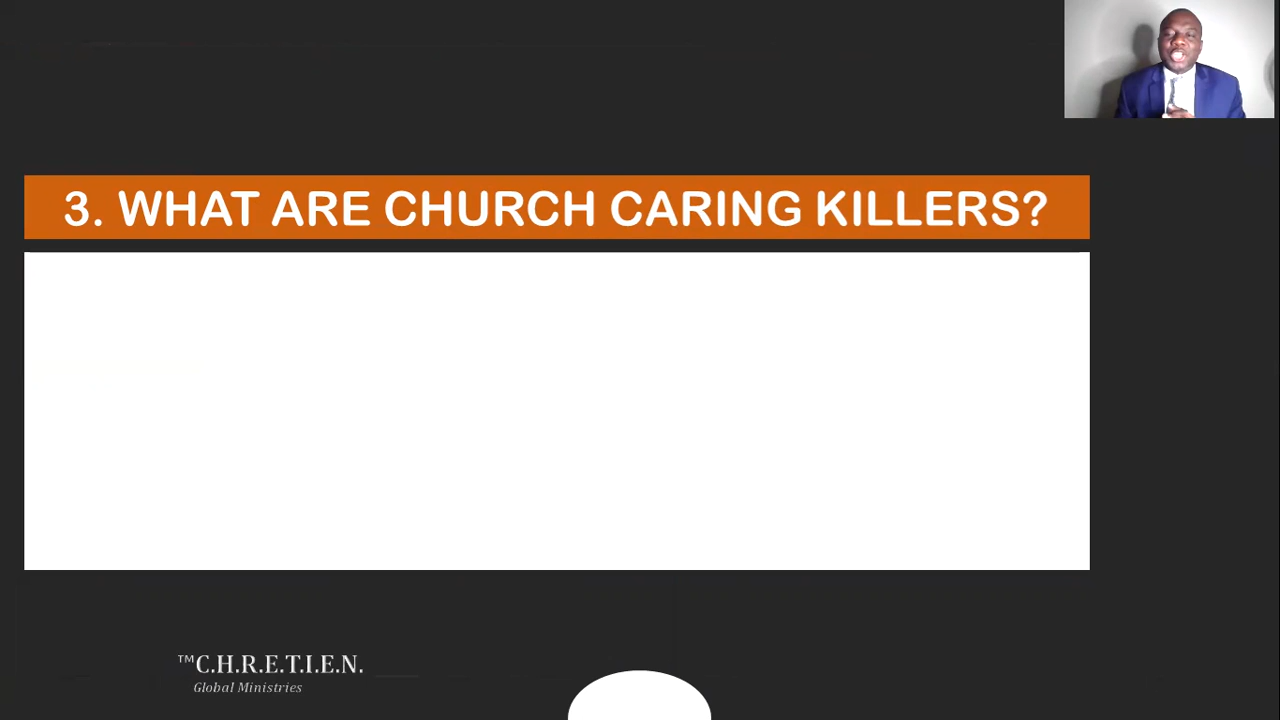 3. WHAT ARE CHURCH CARING KILLERS?
™C.H.R.E.T.I.E.N.
Global Ministries